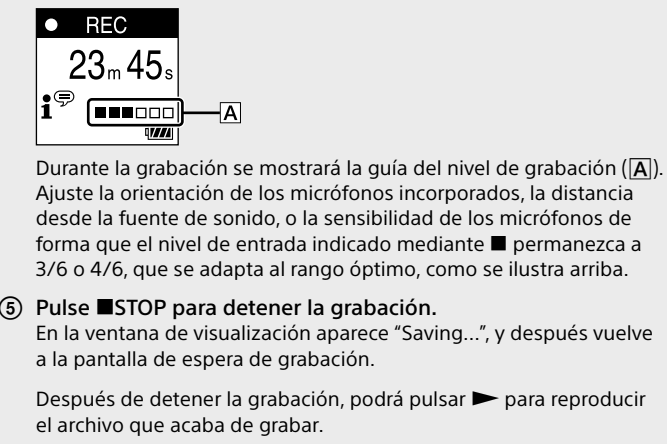 ● REC
23m 45s
i
A
Durante la grabación se mostrará la guía del nivel de grabación (A).
Ajuste la orientación de los micrófonos incorporados, la distancia
desde la fuente de sonido, o la sensibilidad de los micrófonos de
forma que el nivel de entrada indicado mediante ■ permanezca a
3/6 o 4/6, que se adapta al rango óptimo, como se ilustra arriba.
⑤ Pulse ■STOP para detener la grabación.
En la ventana de visualización aparece “Saving...”, y después vuelve
a la pantalla de espera de grabación.
Después de detener la grabación, podrá pulsar ► para reproducir
el archivo que acaba de grabar.